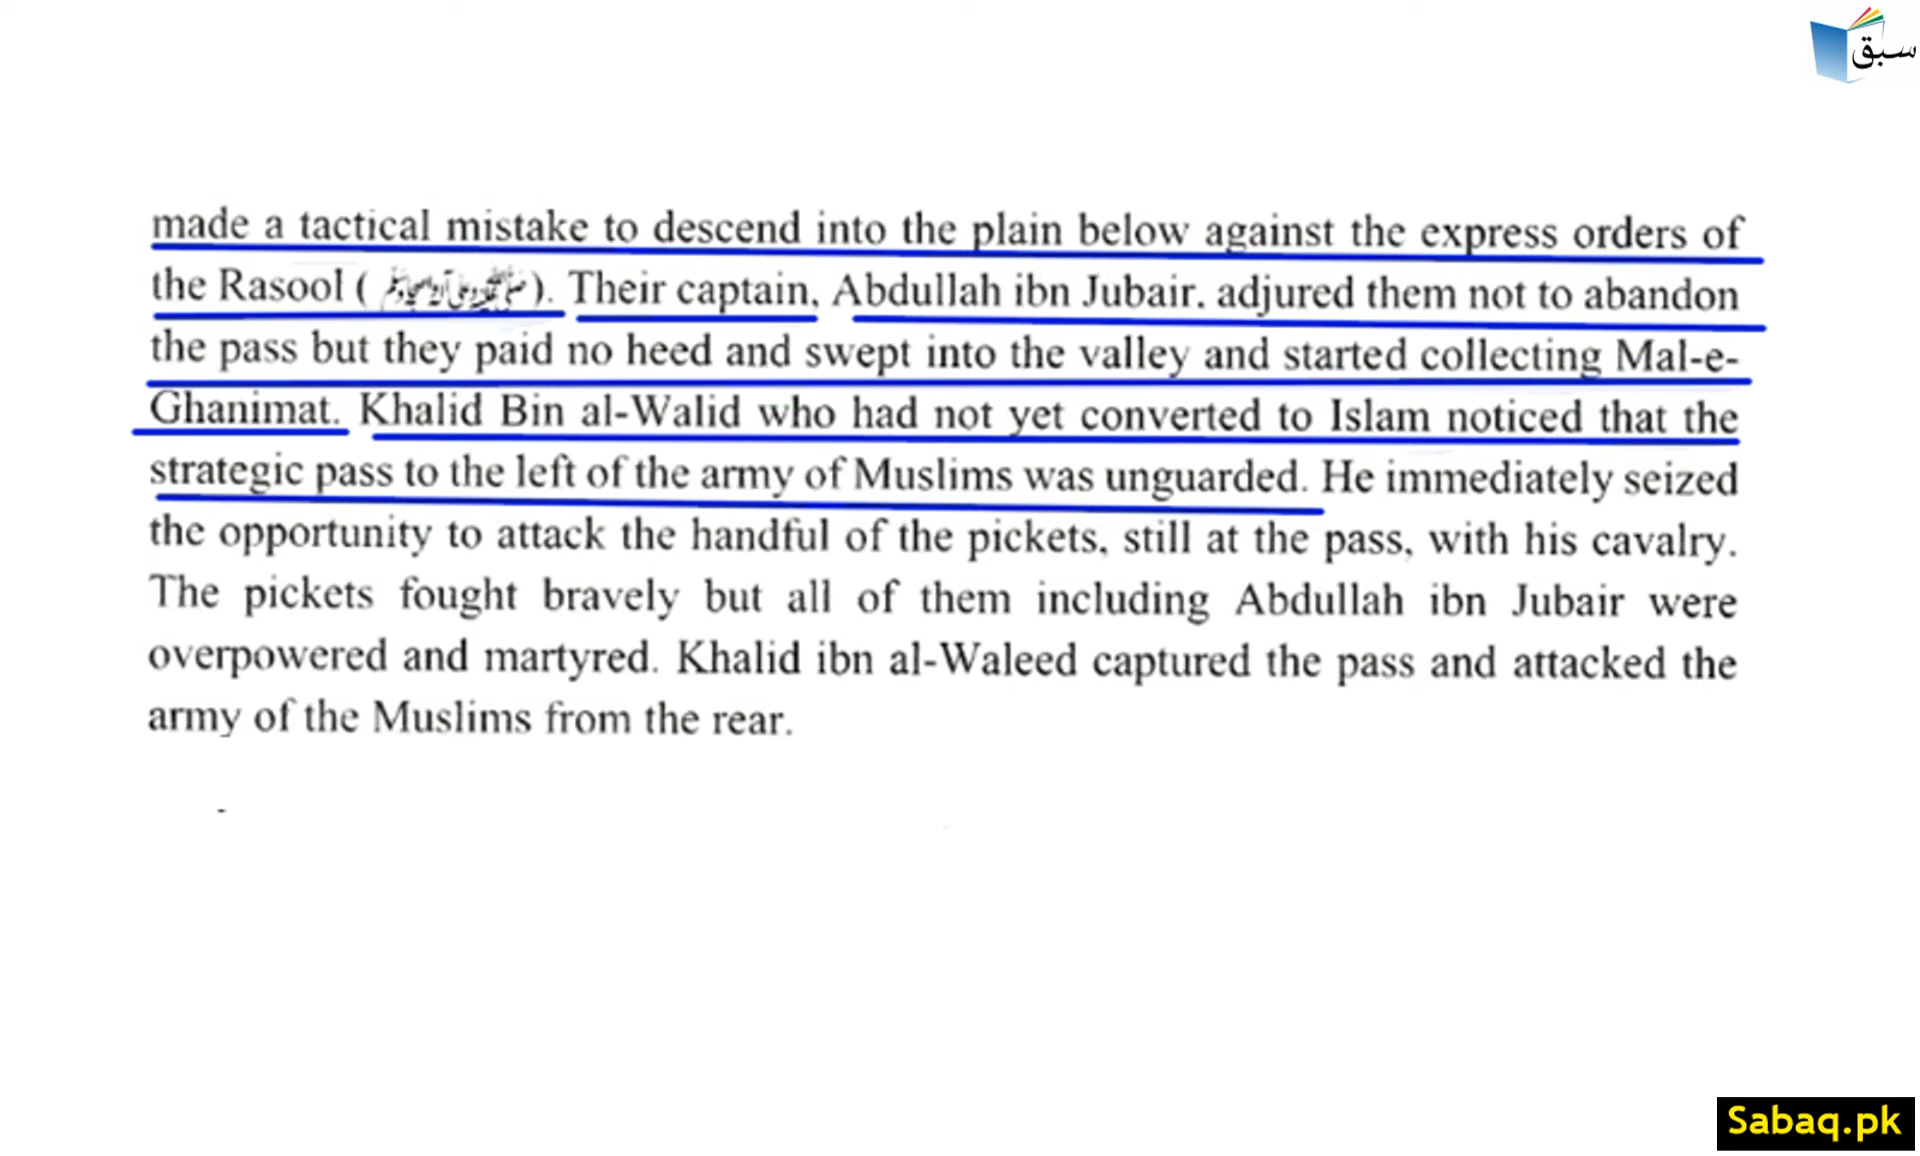 سبق
made a tactical mistake to descend into the plain below against the express orders of
the Rasool ( ). Their captain, Abdullah ibn Jubair, adjured them not to abandon
the pass but they paid no heed and swept into the valley and started collecting Mal-e-
Ghanimat. Khalid Bin al-Walid who had not yet converted to Islam noticed that the
strategic pass to the left of the army of Muslims was unguarded. He immediately seized
the opportunity to attack the handful of the pickets, still at the pass, with his cavalry.
The pickets fought bravely but all of them including Abdullah ibn Jubair were
overpowered and martyred. Khalid ibn al-Waleed captured the pass and attacked the
army of the Muslims from the rear.
Sabaq.pk